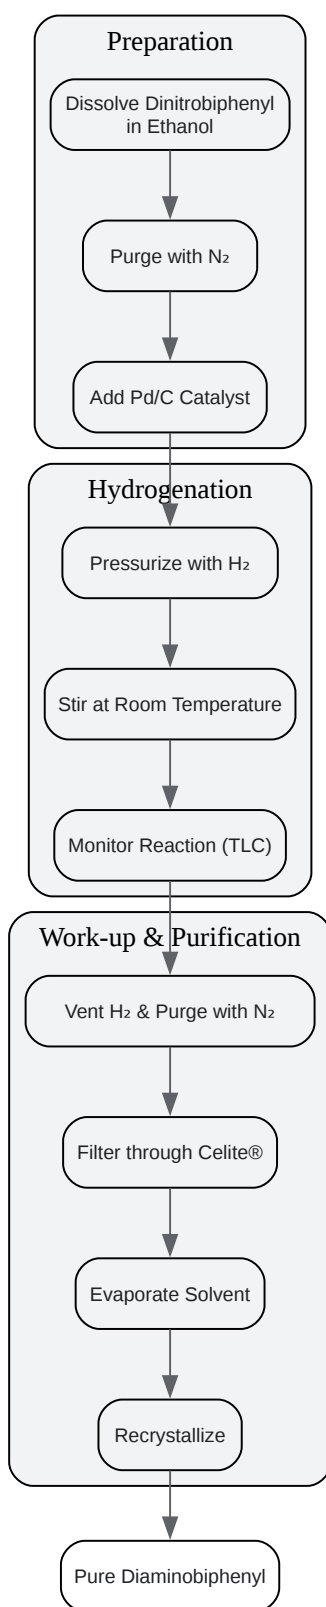 Preparation
Dissolve Dinitrobiphenyl
in Ethanol
Purge with N₂
Add Pd/C Catalyst
Hydrogenation
Pressurize with H₂
Stir at Room Temperature
Monitor Reaction (TLC)
Work-up & Purification
Vent H₂ & Purge with N₂
Filter through Celite®
Evaporate Solvent
Recrystallize
Pure Diaminobiphenyl